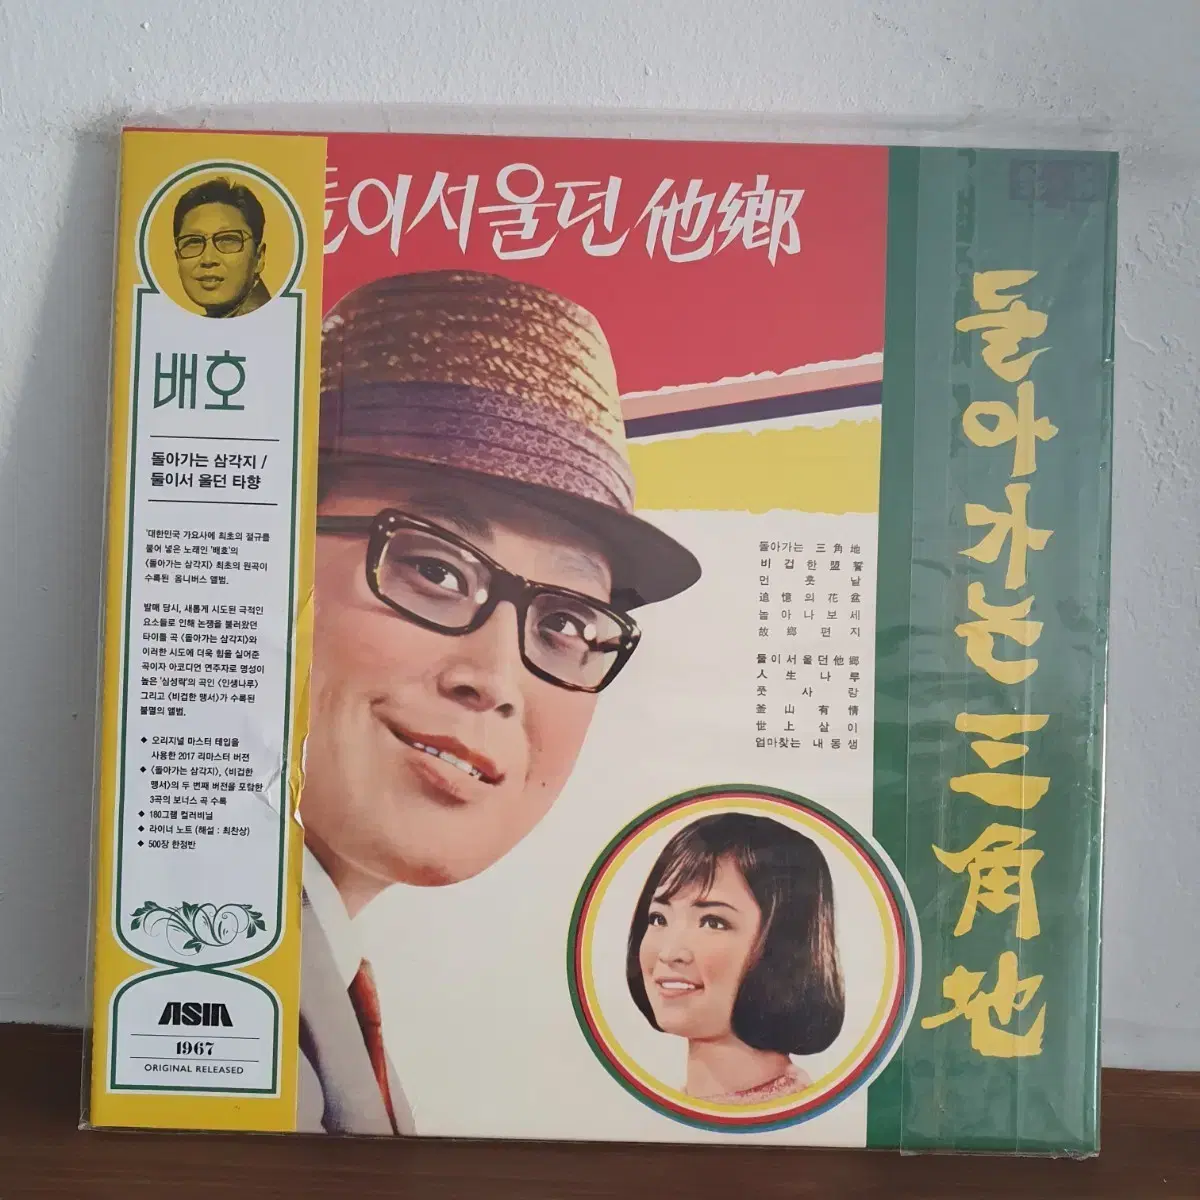 둘이서울던他鄕
돌아가는三角地
배호
돌아가는 삼각지 /
둘이서 울던 타향
'대한민국 가요사에 최초의 절규를
불어 넣은 노래인 '배호'의
<돌아가는 삼각지> 최초의 원곡이
수록된 옴니버스 앨범.
발매 당시, 새롭게 시도된 극적인
요소들로 인해 논쟁을 불러왔던
타이틀 곡 <돌아가는 삼각지>와
이러한 시도에 더욱 힘을 실어준
곡이자 아코디언 연주자로 명성이
높은 '심성락'의 곡인 <인생나루>
그리고 <비겁한 맹서>가 수록된
불멸의 앨범.
◆ 오리지널 마스터 테입을
사용한 2017 리마스터 버전
◆ <돌아가는 삼각지>, <비겁한
맹서>의 두 번째 버전을 포함한
3곡의 보너스 곡 수록
◆ 180그램 컬러비닐
◆ 라이너 노트 (해설 : 최찬상)
◆ 500장 한정반
ASIA
1967
ORIGINAL RELEASED
돌아가는 三角地
비겁한盟誓
먼훗날
追憶의花盆
놀아나보세
故鄕편지
둘이서울던他鄕
人生나루
풋사랑
釜山有情
世上살이
엄마찾는 내동생